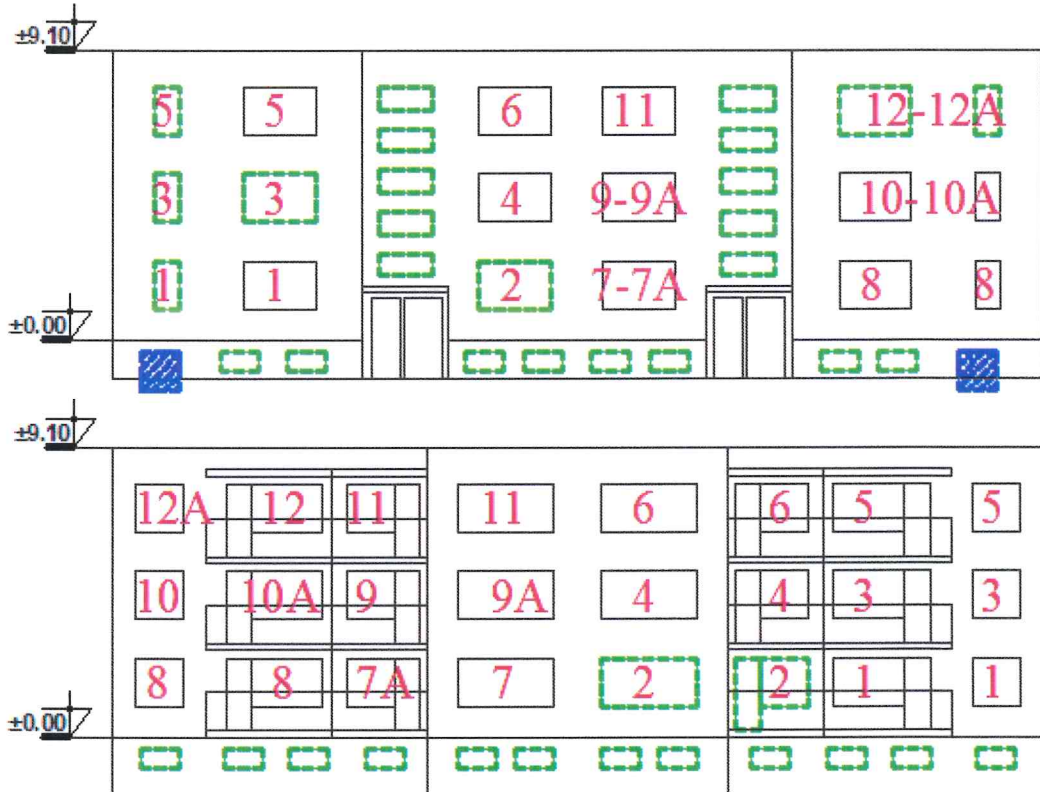 ±9.10
5 5 6 11 12-12A
3 3 4 9-9A 10-10A
1 1 2 7-7A 8 8
±0.00
±9.10
12A 12 11 11 6 6 5 5
10 10A 9 9A 4 4 3 3
8 8 7A 7 2 2 1 1
±0.00